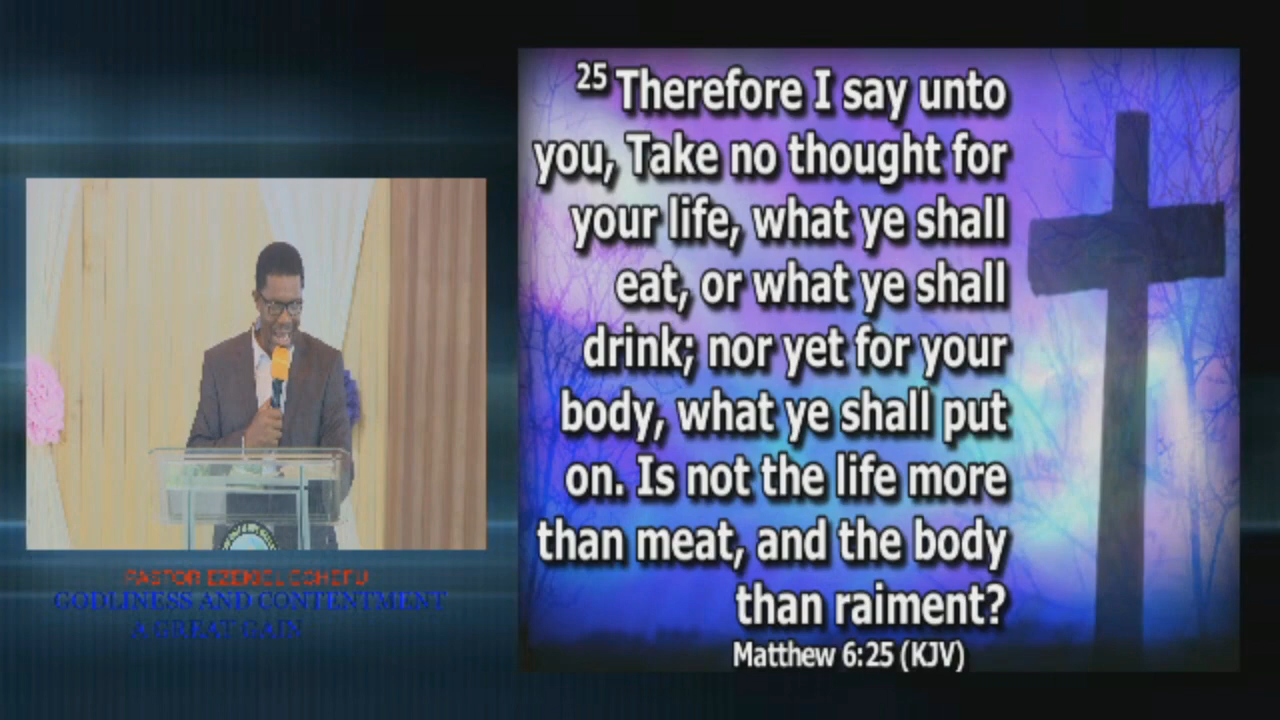 PASTOR EZEKIEL
GODLINESS AND CONTENTMENT
A GREAT GAIN
25 Therefore I say unto
you, Take no thought for
your life, what ye shall
eat, or what ye shall
drink; nor yet for your
body, what ye shall put
on. Is not the life more
than meat, and the body
than raiment?
Matthew 6:25 (KJV)